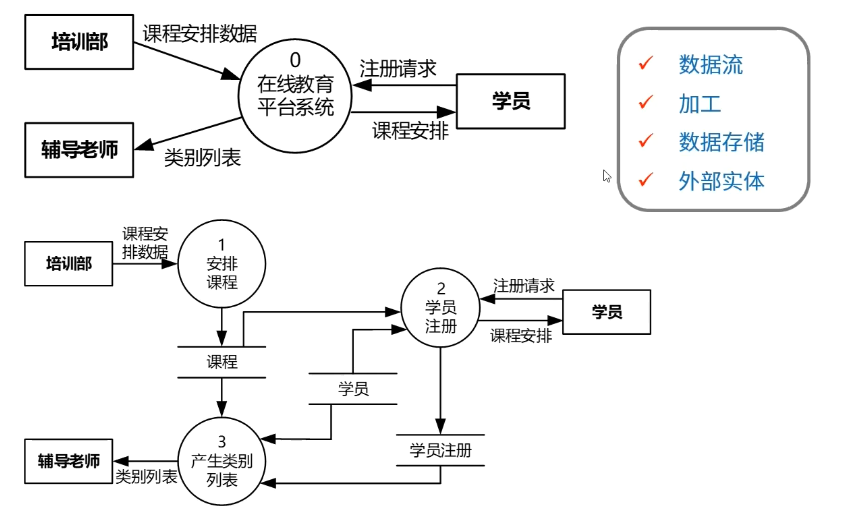 培训部
课程安排数据
0
在线教育
平台系统
注册请求
学员
课程安排
辅导老师
类别列表
✓ 数据流
✓ 加工
✓ 数据存储
✓ 外部实体
培训部
课程安
排数据
1
安排
课程
2
学员
注册
注册请求
课程安排
学员
课程
学员
学员注册
3
产生类别
列表
辅导老师
类别列表